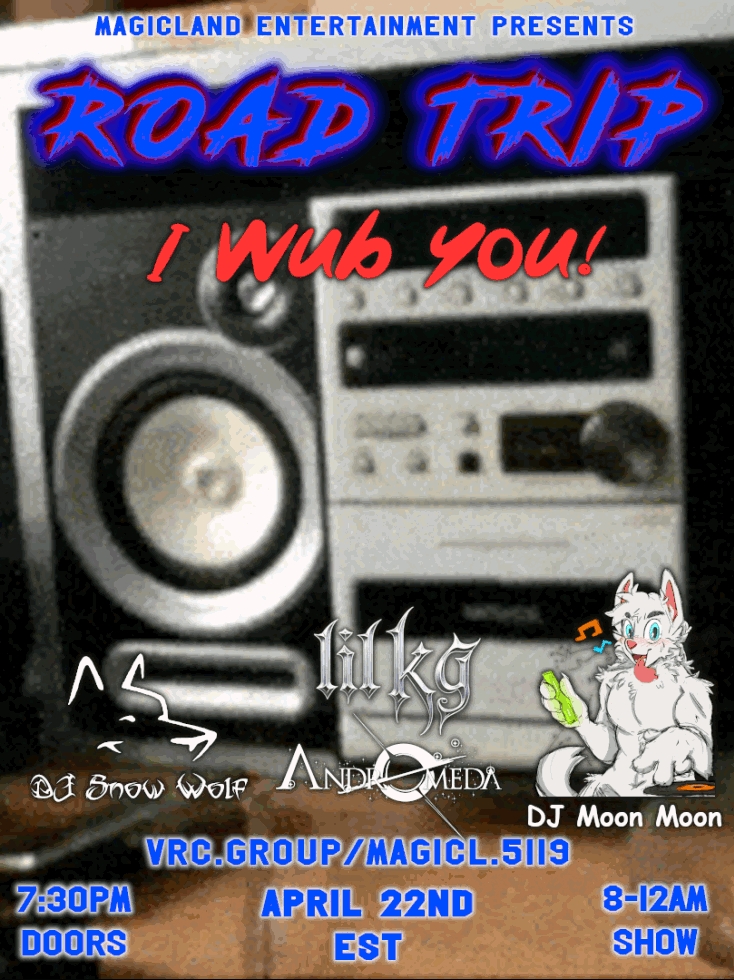 MAGICLAND ENTERTAINMENT PRESENTS
ROAD TRIP
I Wub You!
lilkg
ANDROMEDA
DJ Snow Wolf
DJ Moon Moon
VRC.GROUP/MAGICL.5119
7:30PM
DOORS
APRIL 22ND
EST
8-12AM
SHOW